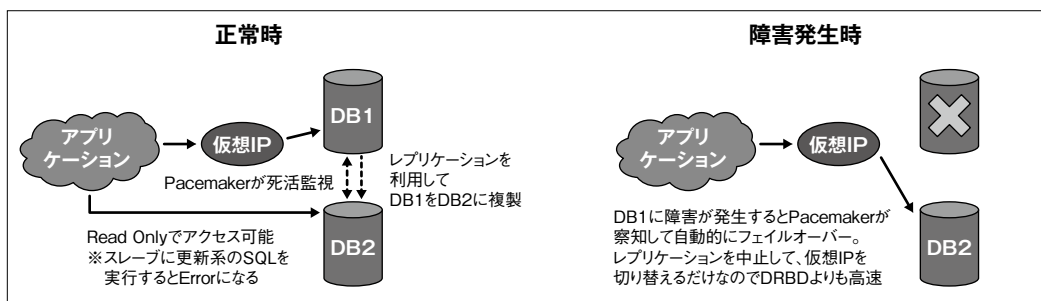 正常時
アプリ
ケーション
仮想IP
DB1
Pacemakerが死活監視
レプリケーションを
利用して
DB1をDB2に複製
Read Onlyでアクセス可能
※スレーブに更新系のSQLを
実行するとErrorになる
DB2
障害発生時
アプリ
ケーション
仮想IP
DB1に障害が発生するとPacemakerが
察知して自動的にフェイルオーバー。
レプリケーションを中止して、仮想IPを
切り替えるだけなのでDRBDよりも高速
DB2